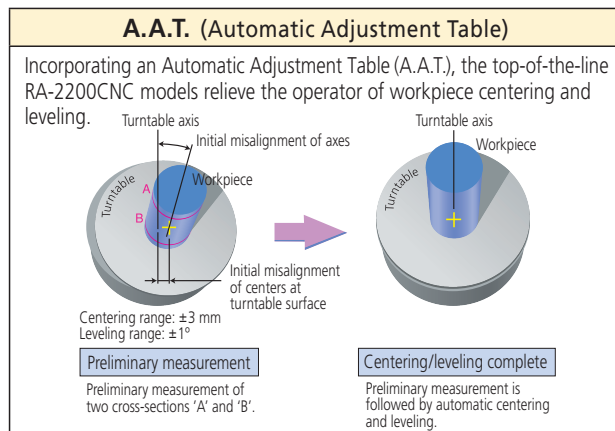 A.A.T. (Automatic Adjustment Table)
Incorporating an Automatic Adjustment Table (A.A.T.), the top-of-the-line
RA-2200CNC models relieve the operator of workpiece centering and
leveling.
Turntable axis
Initial misalignment of axes
Workpiece
Turntable
A
B
Initial misalignment
of centers at
turntable surface
Centering range: ±3 mm
Leveling range: ±1º
Preliminary measurement
Preliminary measurement of
two cross-sections 'A' and 'B'.
Turntable axis
Workpiece
Turntable
Centering/leveling complete
Preliminary measurement is
followed by automatic centering
and leveling.